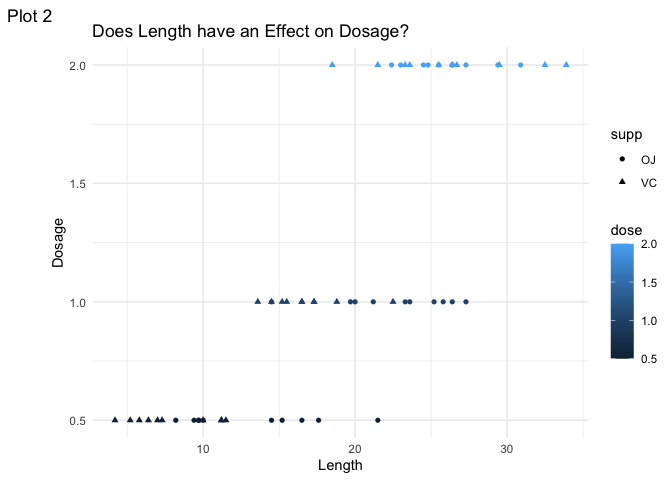 Plot 2
Does Length have an Effect on Dosage?
2.0
1.5
1.0
0.5
Dosage
10 20 30
Length
supp
OJ
VC
dose
2.0
1.5
1.0
0.5